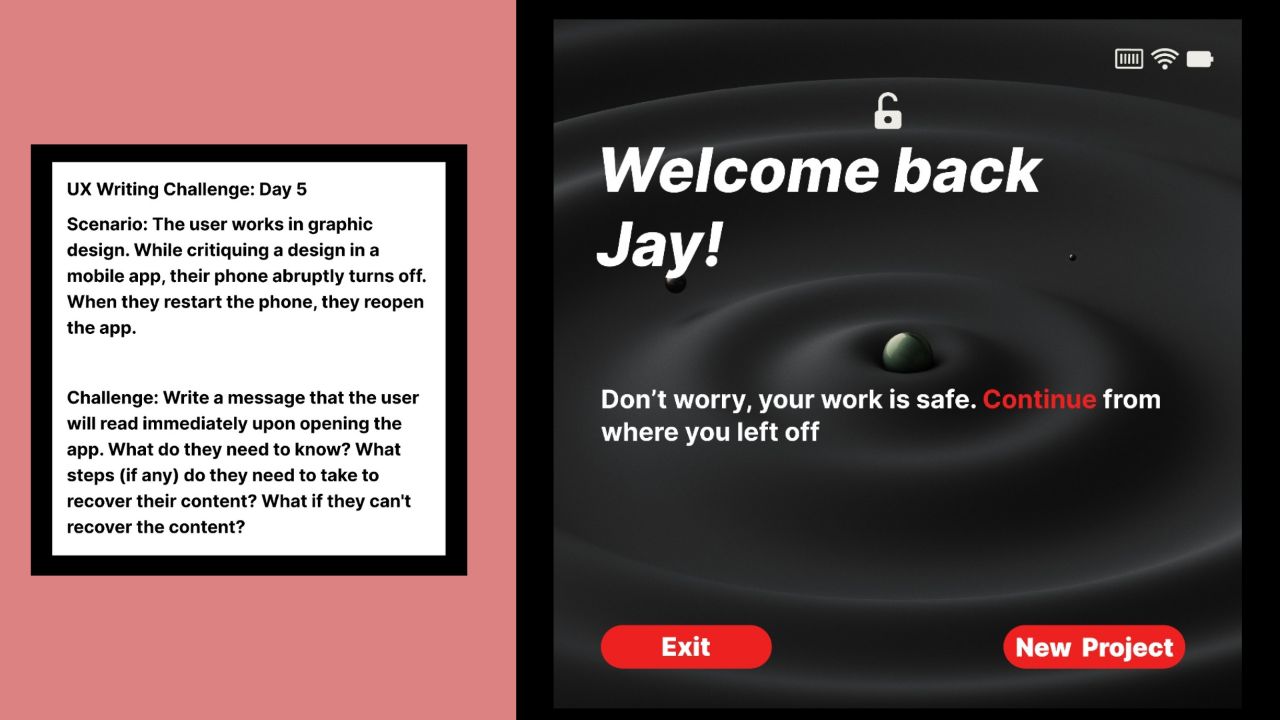 UX Writing Challenge: Day 5
Scenario: The user works in graphic
design. While critiquing a design in a
mobile app, their phone abruptly turns off.
When they restart the phone, they reopen
the app.
Challenge: Write a message that the user
will read immediately upon opening the
app. What do they need to know? What
steps (if any) do they need to take to
recover their content? What if they can't
recover the content?
Welcome back
Jay!
Don’t worry, your work is safe. Continue from
where you left off
Exit
New Project